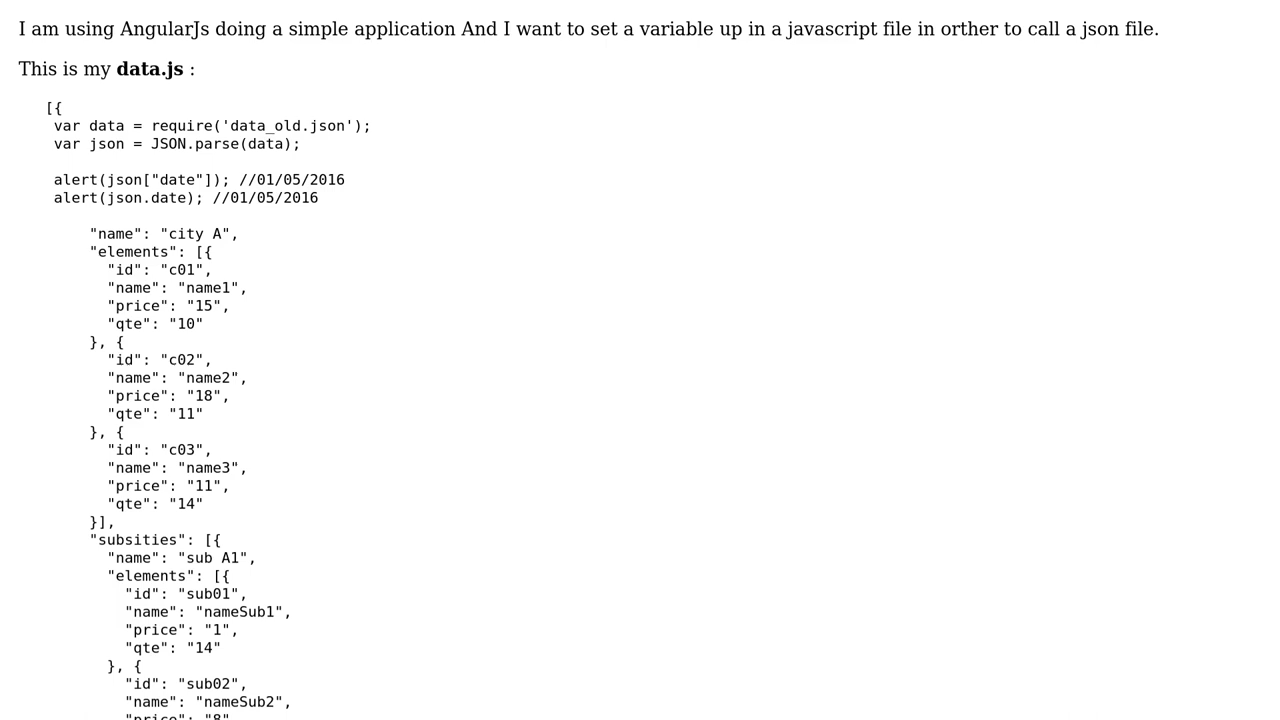 I am using AngularJs doing a simple application And I want to set a variable up in a javascript file in orther to call a json file.
This is my data.js :
[{
var data = require('data_old.json');
var json = JSON.parse(data);
alert(json["date"]); //01/05/2016
alert(json.date); //01/05/2016
"name": "city A",
"elements": [{
"id": "c01",
"name": "name1",
"price": "15",
"qte": "10"
}, {
"id": "c02",
"name": "name2",
"price": "18",
"qte": "11"
}, {
"id": "c03",
"name": "name3",
"price": "11",
"qte": "14"
}],
"subsities": [{
"name": "sub A1",
"elements": [{
"id": "sub01",
"name": "nameSub1",
"price": "1",
"qte": "14"
}, {
"id": "sub02",
"name": "nameSub2",
"price": "8"